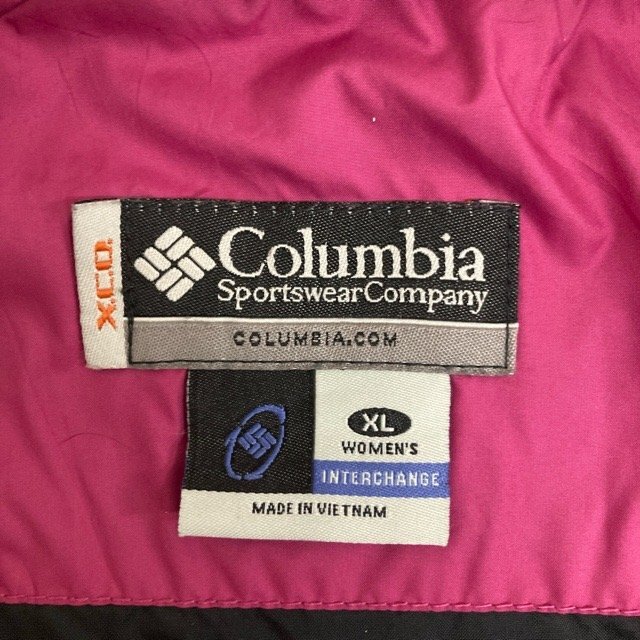 X.C.O.
Columbia
SportswearCompany
COLUMBIA.COM
XL
WOMEN'S
INTERCHANGE
MADE IN VIETNAM